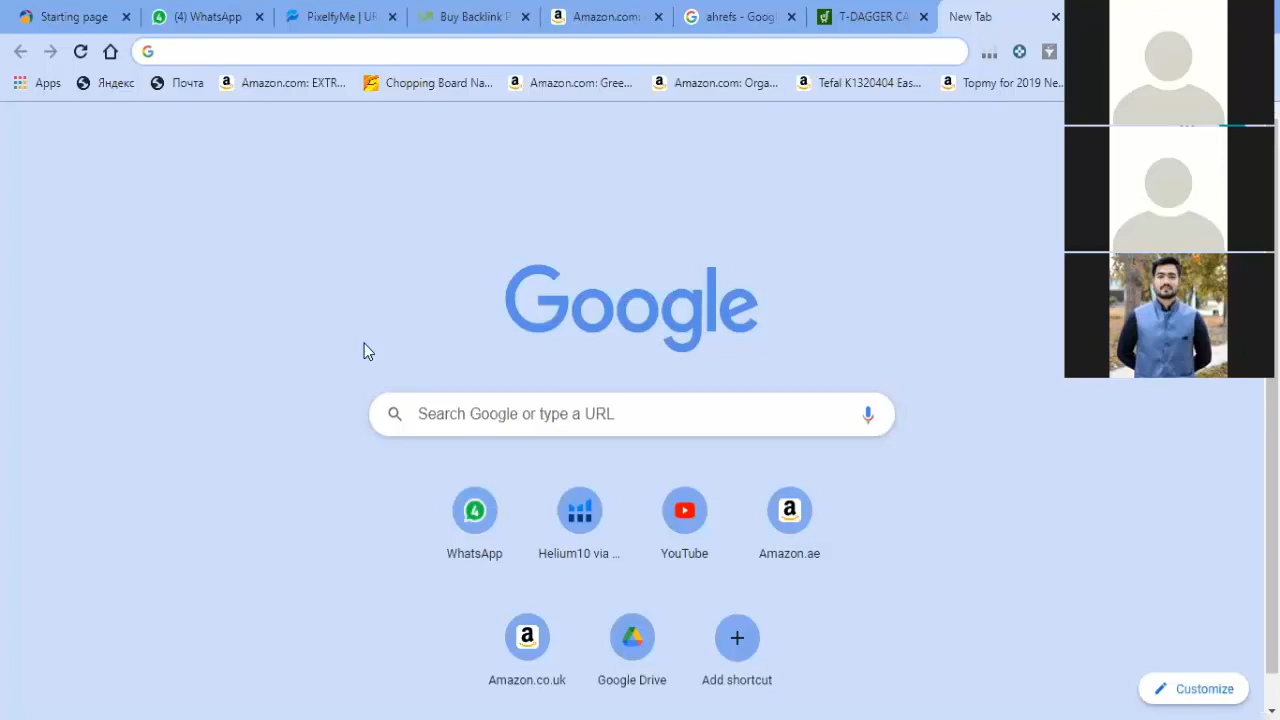 Starting page
(4) WhatsApp
PixelfyMe | UR
Buy Backlink P
Amazon.com:
ahrefs - Googl
T-DAGGER CA
New Tab
Apps
Яндекс
Почта
Amazon.com: EXTR...
Chopping Board Na...
Amazon.com: Gree...
Amazon.com: Orga...
Tefal K1320404 Eas...
Topmy for 2019 Ne...
Google
Search Google or type a URL
WhatsApp
Helium10 via ...
YouTube
Amazon.ae
Amazon.co.uk
Google Drive
Add shortcut
Customize